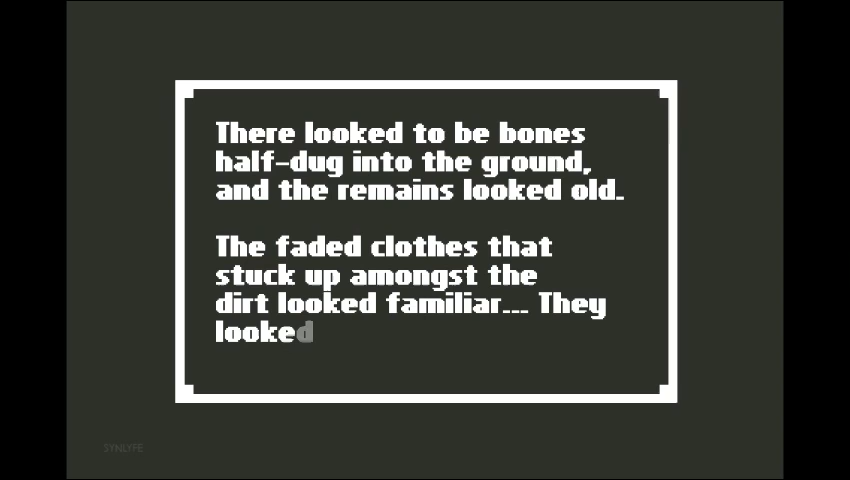 There looked to be bones
half-dug into the ground,
and the remains looked old.
The faded clothes that
stuck up amongst the
dirt looked familiar... They
looked
SYNLYFE